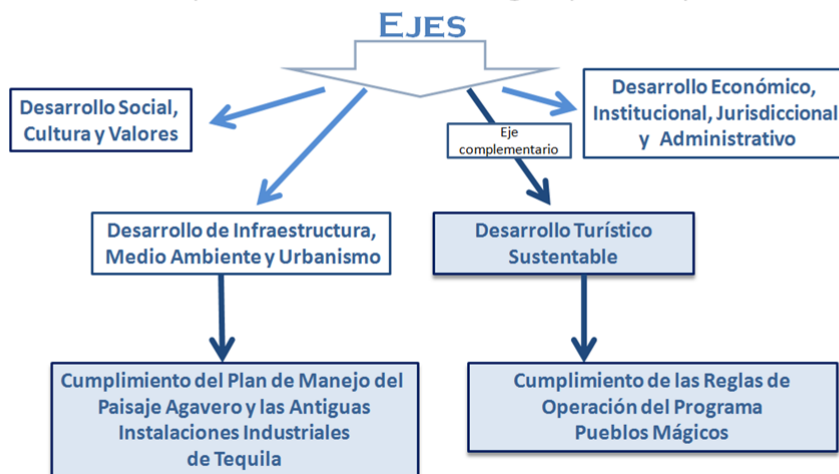 EJES
Desarrollo Social,
Cultura y Valores
Desarrollo Económico,
Institucional, Jurisdiccional
y Administrativo
Eje
complementario
Desarrollo de Infraestructura,
Medio Ambiente y Urbanismo
Desarrollo Turístico
Sustentable
Cumplimiento del Plan de Manejo del
Paisaje Agavero y las Antiguas
Instalaciones Industriales
de Tequila
Cumplimiento de las Reglas de
Operación del Programa
Pueblos Mágicos